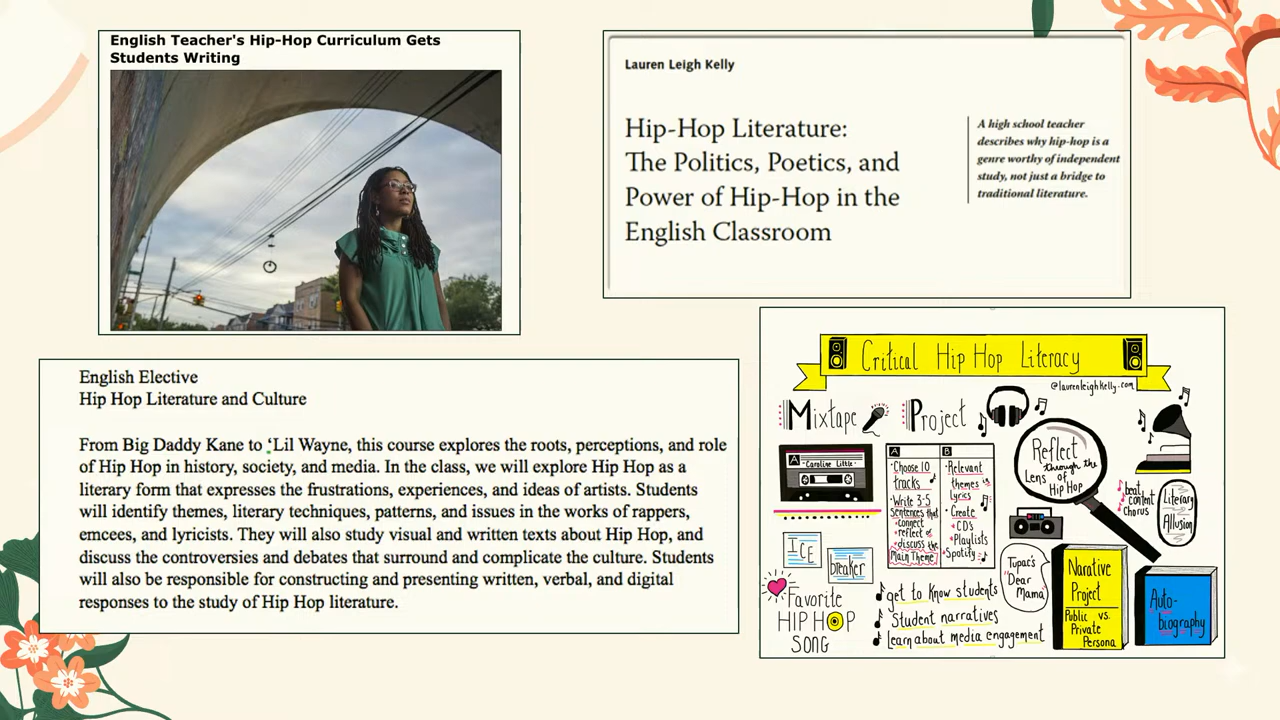 English Teacher's Hip-Hop Curriculum Gets
Students Writing
Lauren Leigh Kelly
Hip-Hop Literature:
The Politics, Poetics, and
Power of Hip-Hop in the
English Classroom
A high school teacher
describes why hip-hop is a
genre worthy of independent
study, not just a bridge to
traditional literature.
English Elective
Hip Hop Literature and Culture
From Big Daddy Kane to ‘Lil Wayne, this course explores the roots, perceptions, and role
of Hip Hop in history, society, and media. In the class, we will explore Hip Hop as a
literary form that expresses the frustrations, experiences, and ideas of artists. Students
will identify themes, literary techniques, patterns, and issues in the works of rappers,
emcees, and lyricists. They will also study visual and written texts about Hip Hop, and
discuss the controversies and debates that surround and complicate the culture. Students
will also be responsible for constructing and presenting written, verbal, and digital
responses to the study of Hip Hop literature.
Critical Hip Hop Literacy
@laurenleighkelly.com
Mixtape Project
A
Caroline Little
A
• Choose 10
tracks
• Write 3-5
Sentences that
connect
reflect or
discuss the
Main Theme
B
• Relevant
themes in
Lyrics
• Create
CD's
Playlists
Spotify
Reflect
through the
Lens of
Hip Hop
beat
content
chorus
Literary
Allusion
ICE
breaker
Favorite
HIP HOP
SONG
get to know students
Student narratives
learn about media engagement
Tupac's
"Dear
Mama"
Narative
Project
Public vs.
Private
Persona
Auto-
biography